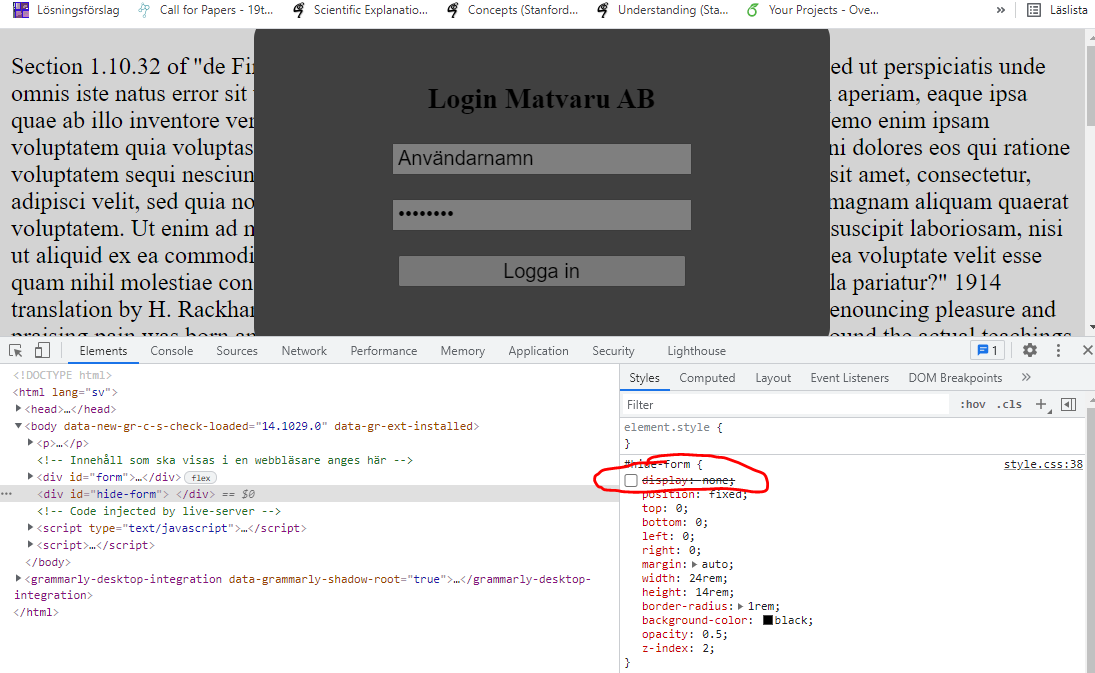 Lösningsförslag Call for Papers - 19t... Scientific Explanatio... Concepts (Stanford... Understanding (Sta... Your Projects - Ove... » Läslista
Section 1.10.32 of "de Fi ed ut perspiciatis unde
omnis iste natus error sit aperiam, eaque ipsa
quae ab illo inventore ver emo enim ipsam
voluptatem quia voluptas ni dolores eos qui ratione
voluptatem sequi nesciun sit amet, consectetur,
adipisci velit, sed quia no magnam aliquam quaerat
voluptatem. Ut enim ad m suscipit laboriosam, nisi
ut aliquid ex ea commodi ea voluptate velit esse
quam nihil molestiae con la pariatur?" 1914
translation by H. Rackhar enouncing pleasure and
praising pain was born an ound the actual teachings
Login Matvaru AB
Användarnamn
••••••••
Logga in
Elements Console Sources Network Performance Memory Application Security Lighthouse 1
<!DOCTYPE html>
<html lang="sv">
<head>…</head>
<body data-new-gr-c-s-check-loaded="14.1029.0" data-gr-ext-installed>
<p>…</p>
<!-- Innehåll som ska visas i en webbläsare anges här -->
<div id="form">…</div> flex
<div id="hide-form"> </div> == $0
<!-- Code injected by live-server -->
<script type="text/javascript">…</script>
<script>…</script>
</body>
<grammarly-desktop-integration data-grammarly-shadow-root="true">…</grammarly-desktop-
integration>
</html>
Styles Computed Layout Event Listeners DOM Breakpoints »
Filter :hov .cls +
element.style {
}
#hide-form { style.css:38
display: none;
position: fixed;
top: 0;
bottom: 0;
left: 0;
right: 0;
margin: auto;
width: 24rem;
height: 14rem;
border-radius: 1rem;
background-color: black;
opacity: 0.5;
z-index: 2;
}